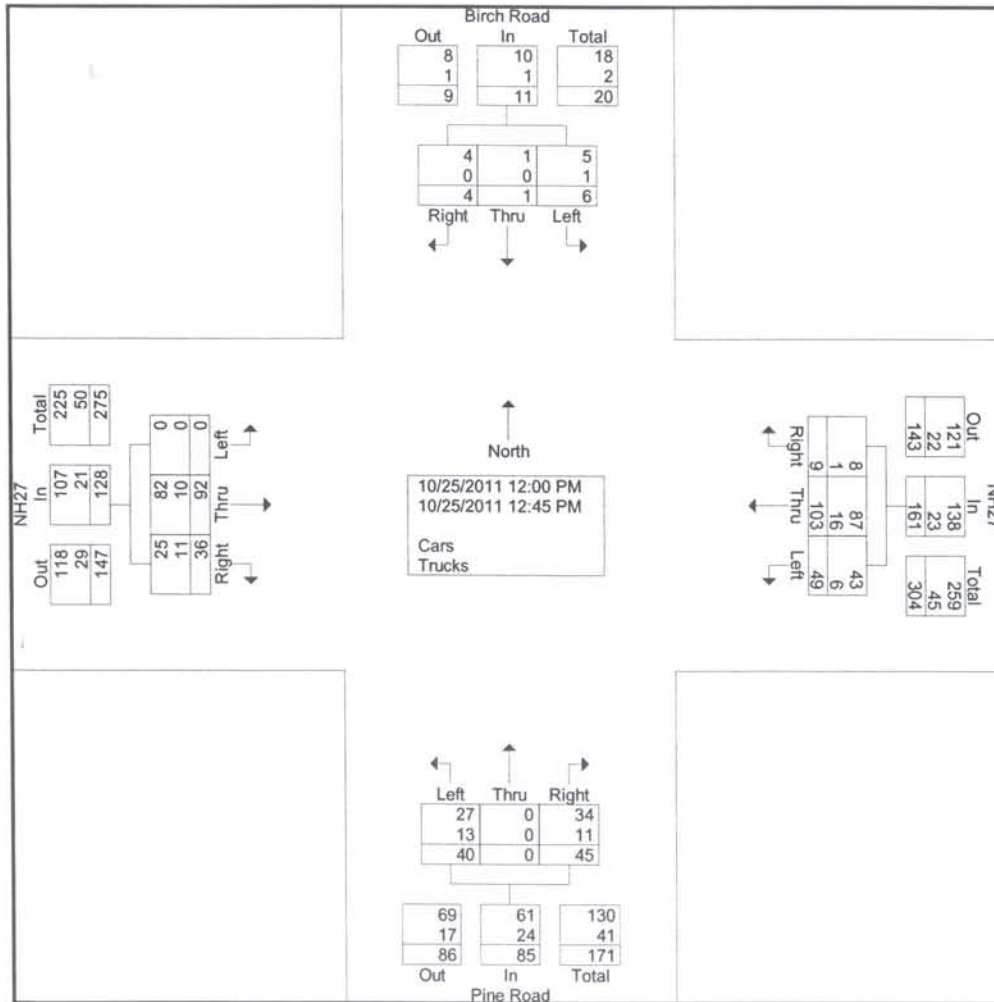 Birch Road
Out In Total
8 10 18
1 1 2
9 11 20
4 1 5
0 0 1
4 1 6
Right Thru Left
Total
225
50
275
In
107
21
128
Out
118
29
147
NH27
0 0 0
Left
82 10 92
Thru
25 11 36
Right
North
10/25/2011 12:00 PM
10/25/2011 12:45 PM
Cars
Trucks
Right
9 1 8
Thru
103 16 87
Left
49 6 43
Out
121
22
143
In
138
23
161
Total
259
45
304
NH27
Left Thru Right
27 0 34
13 0 11
40 0 45
69 61 130
17 24 41
86 85 171
Out In Total
Pine Road